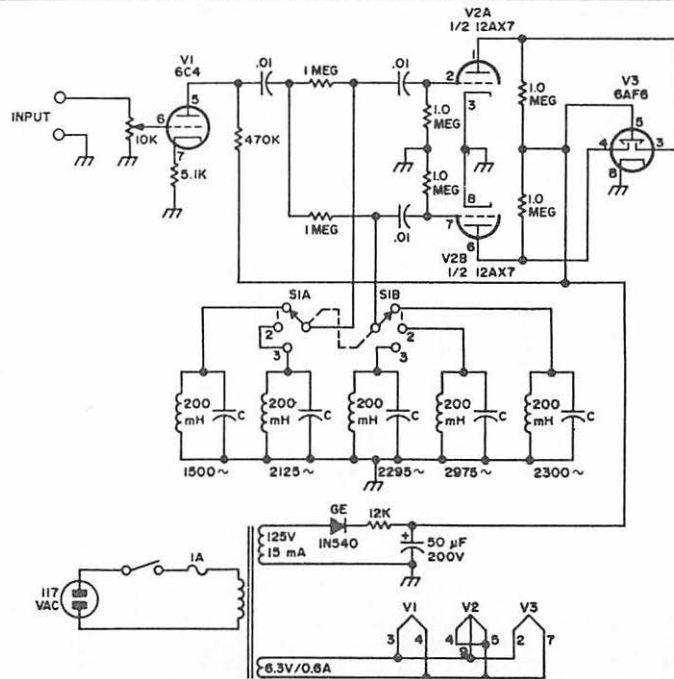 V2A
1/2 12AX7
V1
6C4
.01
1 MEG
.01
1
2
3
1.0
MEG
V3
6AF6
5
4
3
8
INPUT
10K
6
5
7
5.1K
470K
1.0
MEG
1.0
MEG
1 MEG
.01
8
7
6
V2B
1/2 12AX7
S1A
S1B
1
2
3
1
2
3
200
mH
C
200
mH
C
200
mH
C
200
mH
C
200
mH
C
1500~
2125~
2295~
2975~
2300~
GE
1N540
12K
125V
15 mA
+
50 µF
200V
117
VAC
1A
V1
V2
V3
3
4
4
9
5
2
7
6.3V/0.6A